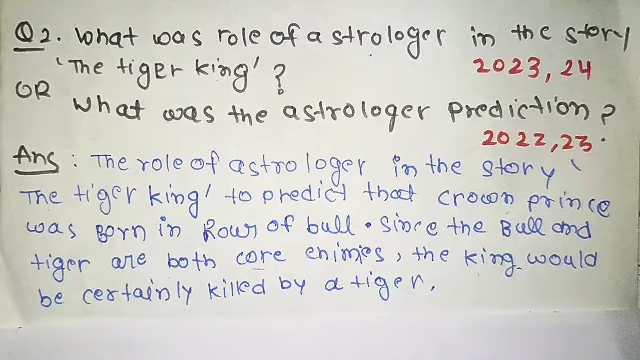 Q2. What was role of astrologer in the story
'The tiger king' ?
2023, 24
OR What was the astrologer prediction ?
2022, 23.
Ans : The role of astrologer in the story '
The tiger king' to predict that crown prince
was Born in Rour of bull. Since the Bull and
tiger are both core enimies, the king would
be certainly killed by a tiger.